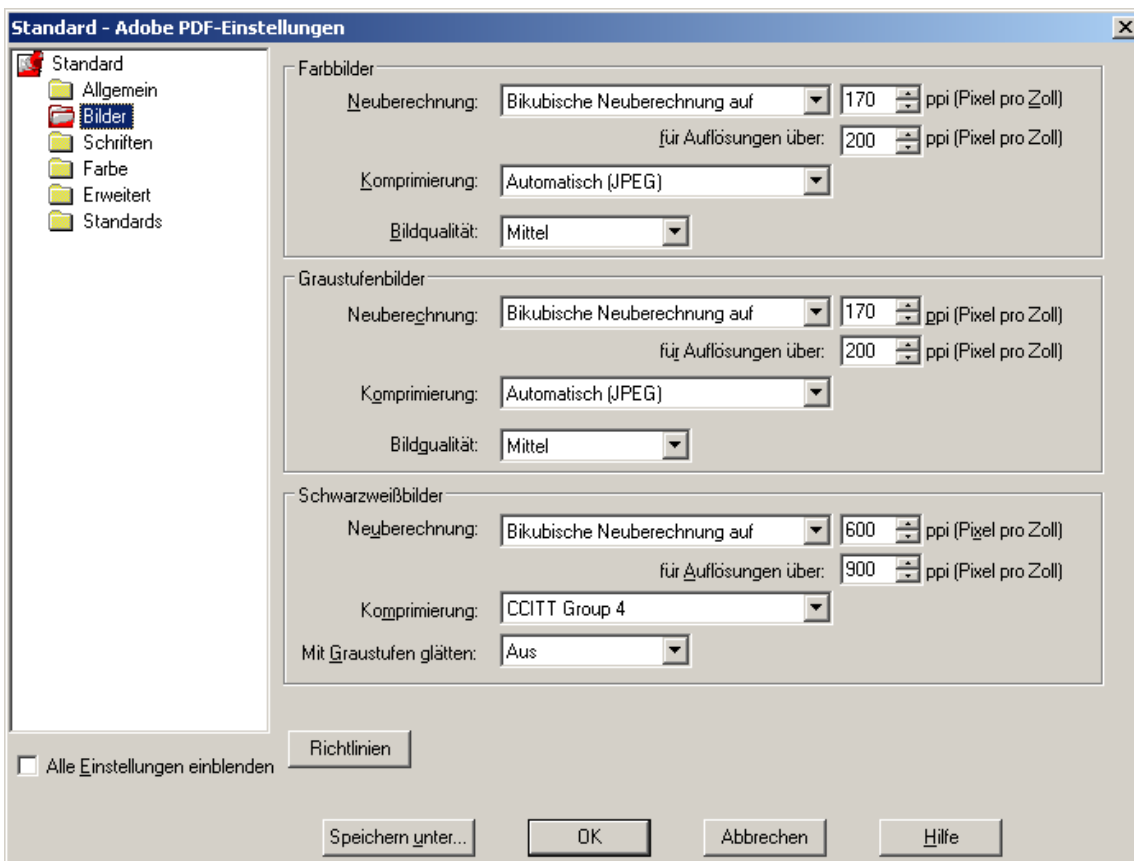 Standard - Adobe PDF-Einstellungen
Standard
Allgemein
Bilder
Schriften
Farbe
Erweitert
Standards
Alle Einstellungen einblenden
Farbbilder
Neuberechnung: Bikubische Neuberechnung auf 170 ppi (Pixel pro Zoll)
für Auflösungen über: 200 ppi (Pixel pro Zoll)
Komprimierung: Automatisch (JPEG)
Bildqualität: Mittel
Graustufenbilder
Neuberechnung: Bikubische Neuberechnung auf 170 ppi (Pixel pro Zoll)
für Auflösungen über: 200 ppi (Pixel pro Zoll)
Komprimierung: Automatisch (JPEG)
Bildqualität: Mittel
Schwarzweißbilder
Neuberechnung: Bikubische Neuberechnung auf 600 ppi (Pixel pro Zoll)
für Auflösungen über: 900 ppi (Pixel pro Zoll)
Komprimierung: CCITT Group 4
Mit Graustufen glätten: Aus
Richtlinien
Speichern unter... OK Abbrechen Hilfe